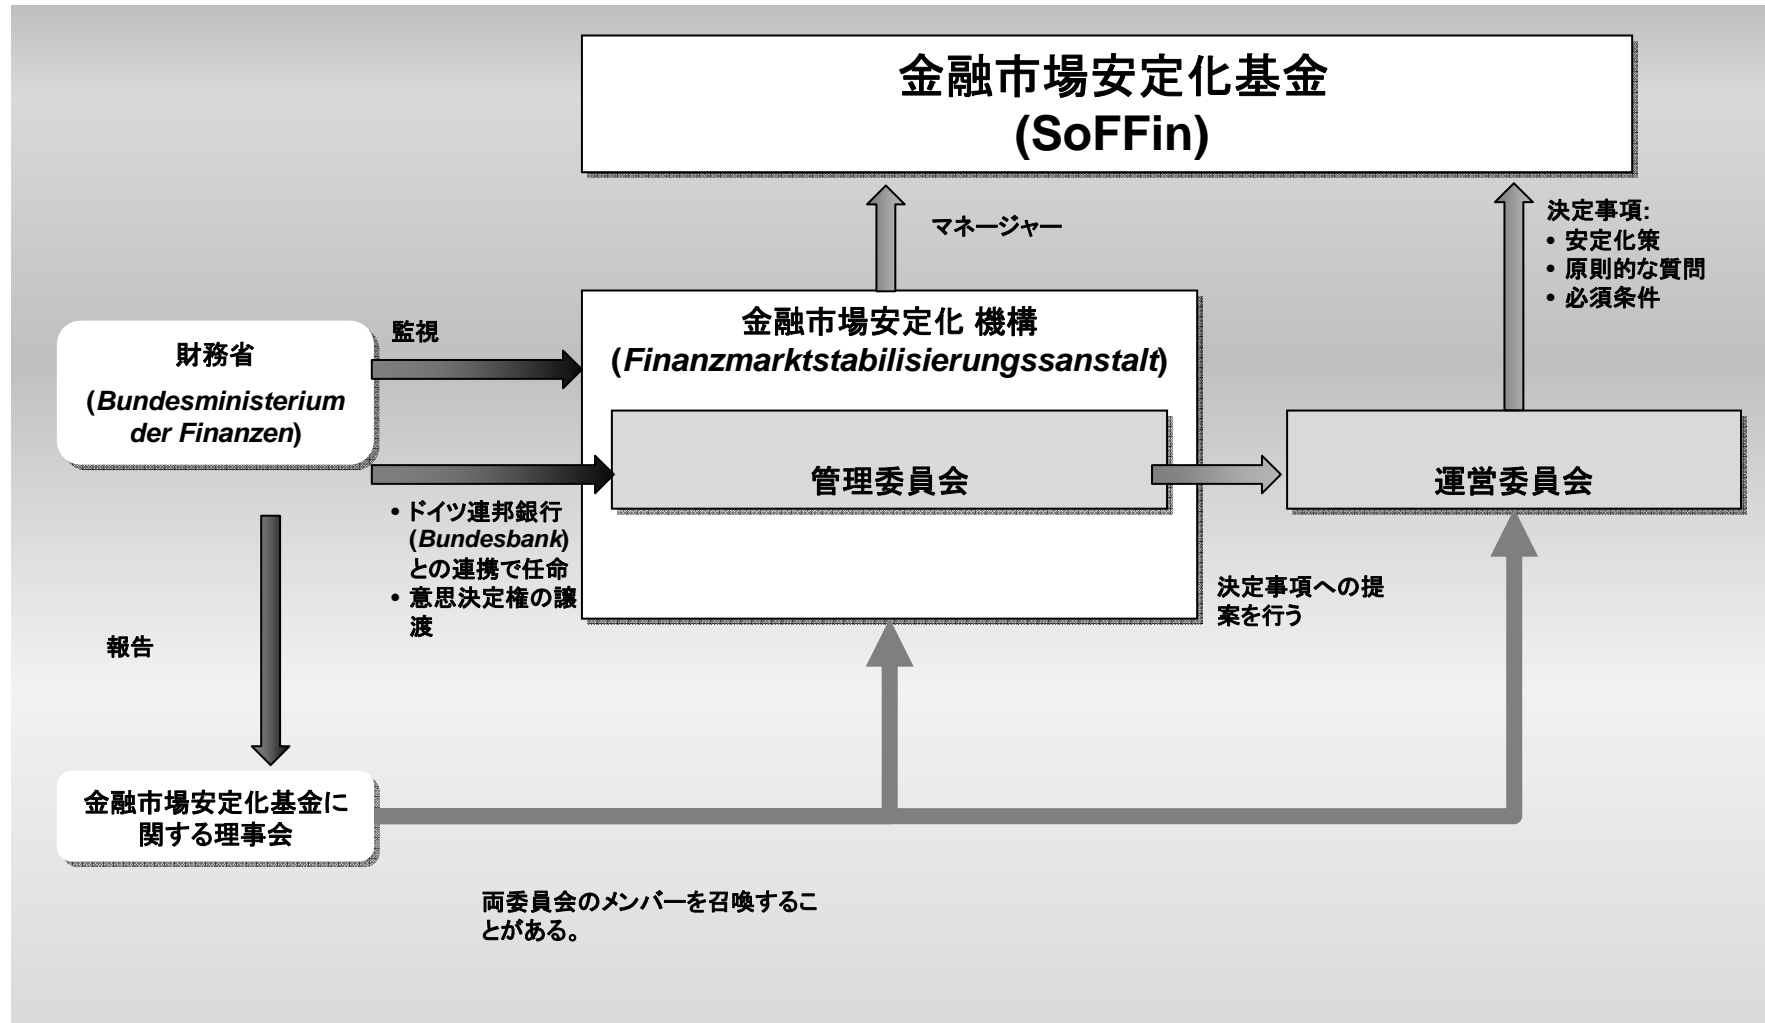 金融市場安定化基金
(SoFFin)
マネージャー
決定事項:
• 安定化策
• 原則的な質問
• 必須条件
財務省
(Bundesministerium
der Finanzen)
監視
金融市場安定化 機構
(Finanzmarktstabilisierungssanstalt)
管理委員会
運営委員会
• ドイツ連邦銀行
(Bundesbank)
との連携で任命
• 意思決定権の譲
渡
決定事項への提
案を行う
報告
金融市場安定化基金に
関する理事会
両委員会のメンバーを召喚するこ
とがある。